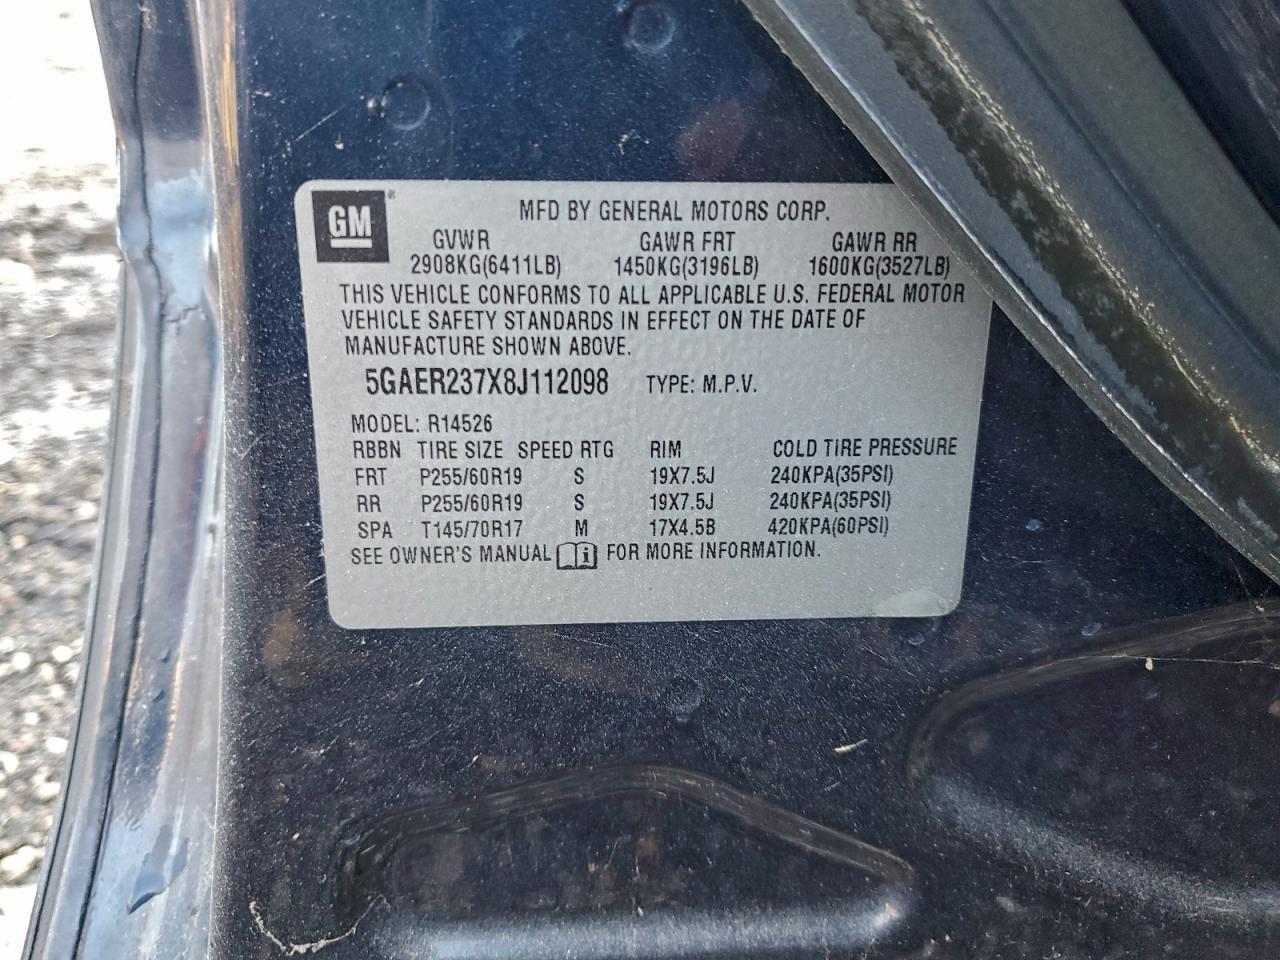 GM ® MFD BY GENERAL MOTORS CORP.
GVWR GAWR FRT GAWR RR
2908KG(6411LB) 1450KG(3196LB) 1600KG(3527LB)
THIS VEHICLE CONFORMS TO ALL APPLICABLE U.S. FEDERAL MOTOR
VEHICLE SAFETY STANDARDS IN EFFECT ON THE DATE OF
MANUFACTURE SHOWN ABOVE.
5GAER237X8J112098 TYPE: M.P.V.
MODEL: R14526
RBBN TIRE SIZE SPEED RTG RIM COLD TIRE PRESSURE
FRT P255/60R19 S 19X7.5J 240KPA(35PSI)
RR P255/60R19 S 19X7.5J 240KPA(35PSI)
SPA T145/70R17 M 17X4.5B 420KPA(60PSI)
SEE OWNER'S MANUAL i FOR MORE INFORMATION.